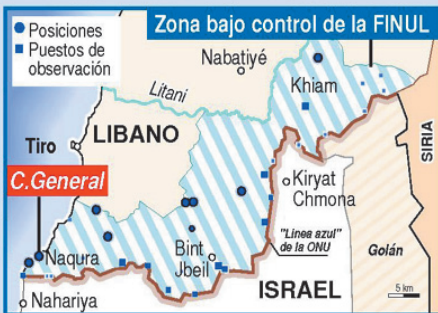 Zona bajo control de la FINUL
Posiciones
Puestos de
observación
Nabatiyé
Khiam
Litani
Tiro
LIBANO
SIRIA
C.General
Kiryat
Chmona
"Linea azul"
de la ONU
Golán
Bint
Jbeil
Naqura
ISRAEL
5 km
Nahariya